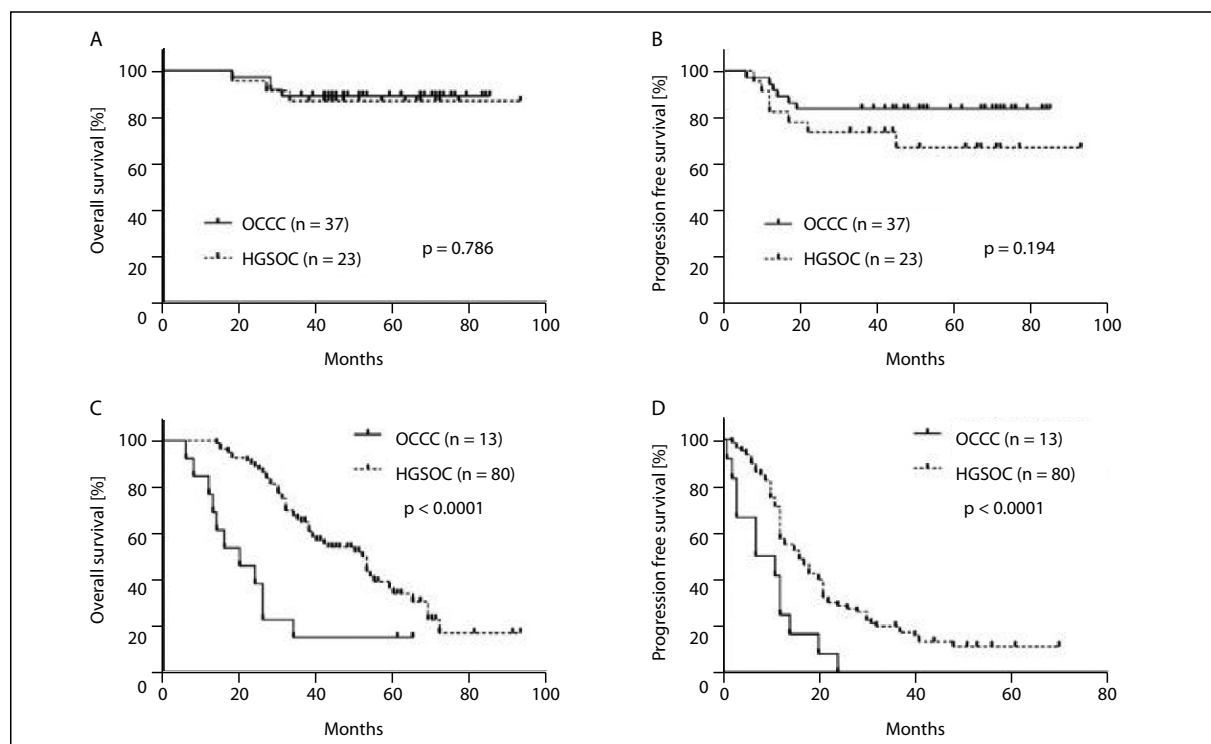 A
Overall survival [%]
100
80
60
40
20
0
OCCC (n = 37)
HGSOC (n = 23)
p = 0.786
0 20 40 60 80 100
Months
B
Progression free survival [%]
100
80
60
40
20
0
OCCC (n = 37)
HGSOC (n = 23)
p = 0.194
0 20 40 60 80 100
Months
C
Overall survival [%]
100
80
60
40
20
0
OCCC (n = 13)
HGSOC (n = 80)
p < 0.0001
0 20 40 60 80 100
Months
D
Progression free survival [%]
100
80
60
40
20
0
OCCC (n = 13)
HGSOC (n = 80)
p < 0.0001
0 20 40 60 80
Months